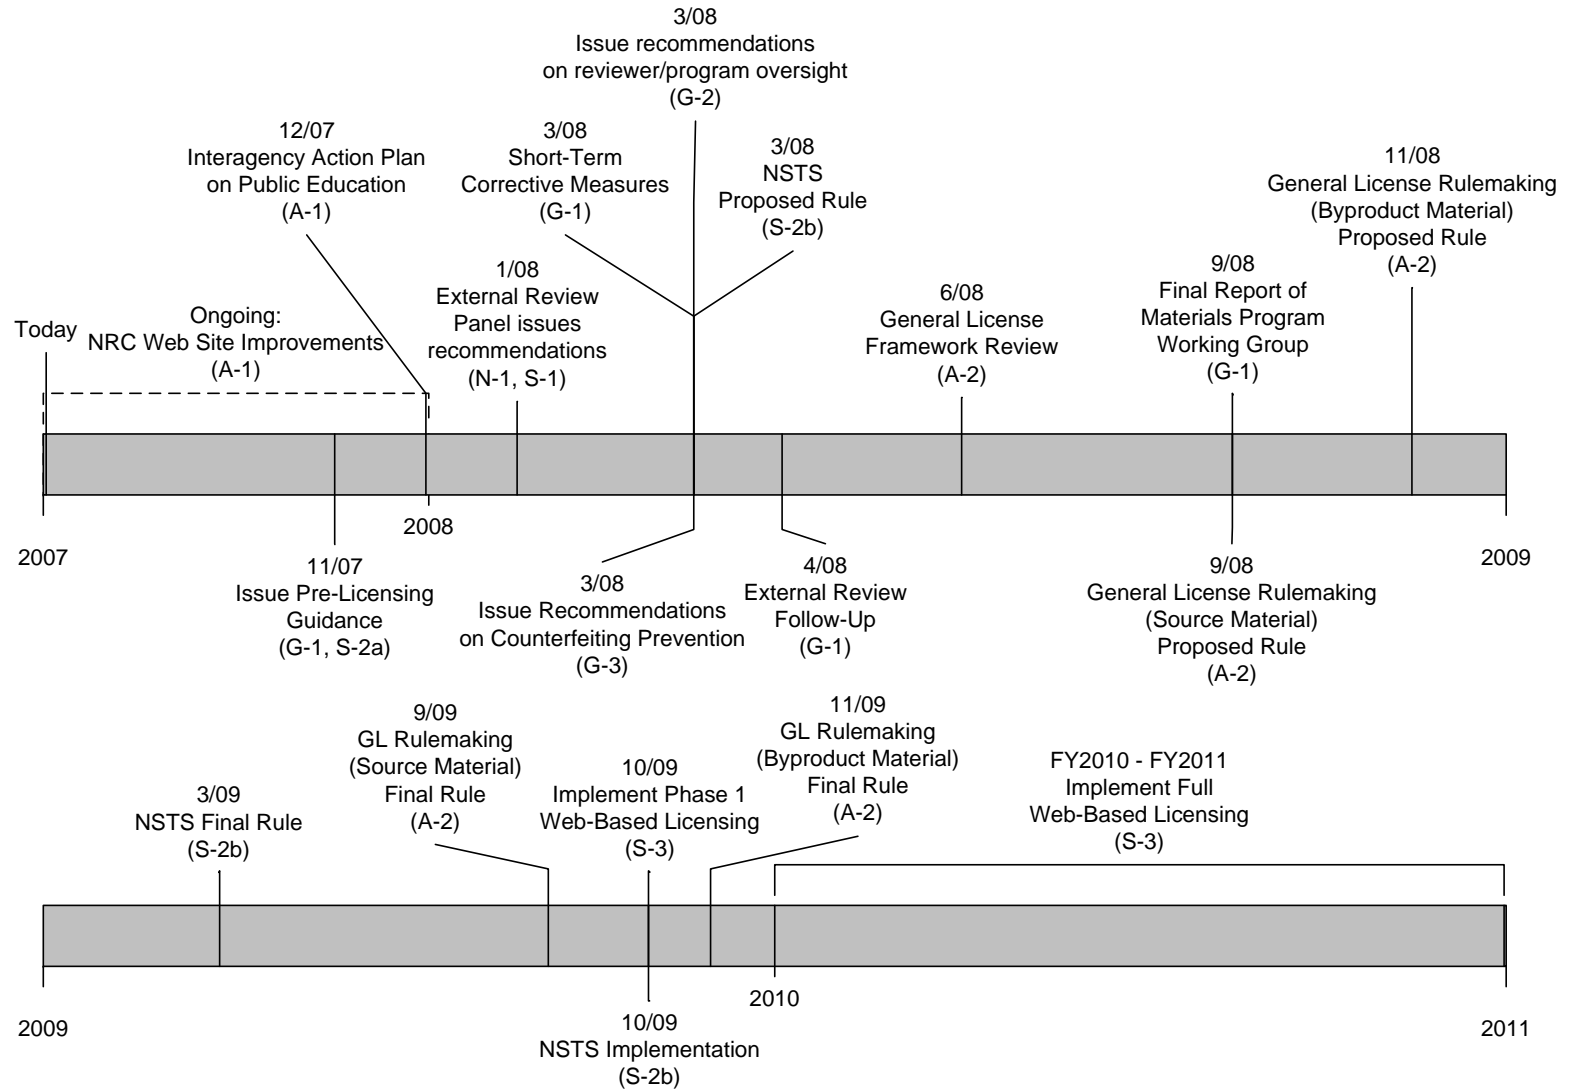 3/08
Issue recommendations
on reviewer/program oversight
(G-2)
12/07
Interagency Action Plan
on Public Education
(A-1)
3/08
Short-Term
Corrective Measures
(G-1)
3/08
NSTS
Proposed Rule
(S-2b)
11/08
General License Rulemaking
(Byproduct Material)
Proposed Rule
(A-2)
Today
Ongoing:
NRC Web Site Improvements
(A-1)
1/08
External Review
Panel issues
recommendations
(N-1, S-1)
6/08
General License
Framework Review
(A-2)
9/08
Final Report of
Materials Program
Working Group
(G-1)
2007
2008
2009
11/07
Issue Pre-Licensing
Guidance
(G-1, S-2a)
3/08
Issue Recommendations
on Counterfeiting Prevention
(G-3)
4/08
External Review
Follow-Up
(G-1)
9/08
General License Rulemaking
(Source Material)
Proposed Rule
(A-2)
3/09
NSTS Final Rule
(S-2b)
9/09
GL Rulemaking
(Source Material)
Final Rule
(A-2)
10/09
Implement Phase 1
Web-Based Licensing
(S-3)
11/09
GL Rulemaking
(Byproduct Material)
Final Rule
(A-2)
FY2010 - FY2011
Implement Full
Web-Based Licensing
(S-3)
2009
2010
2011
10/09
NSTS Implementation
(S-2b)